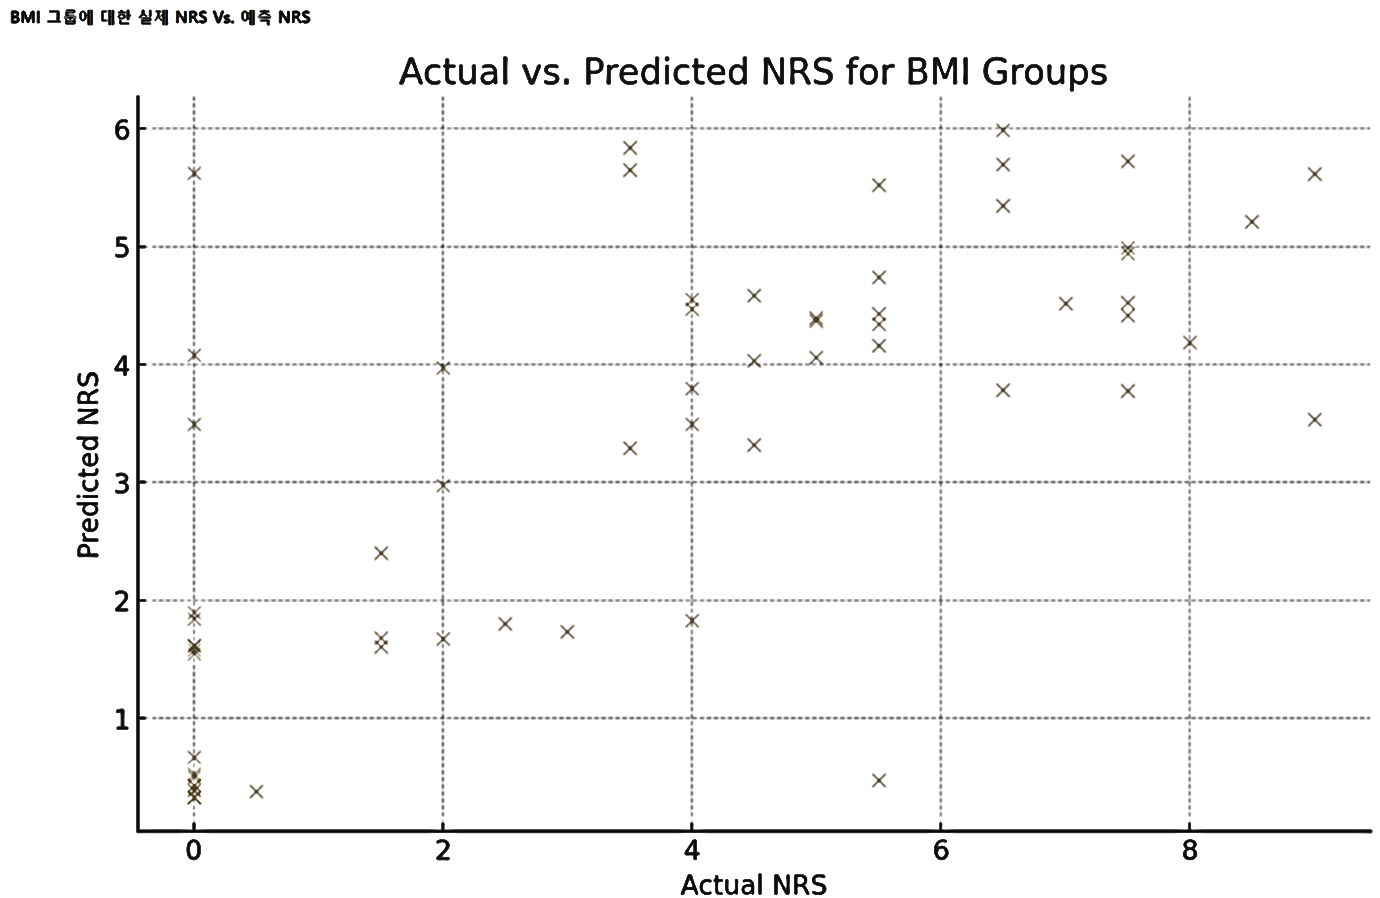 BMI 그룹에 대한 실제 NRS Vs. 예측 NRS
Actual vs. Predicted NRS for BMI Groups
6
5
4
3
2
1
Predicted NRS
0 2 4 6 8
Actual NRS